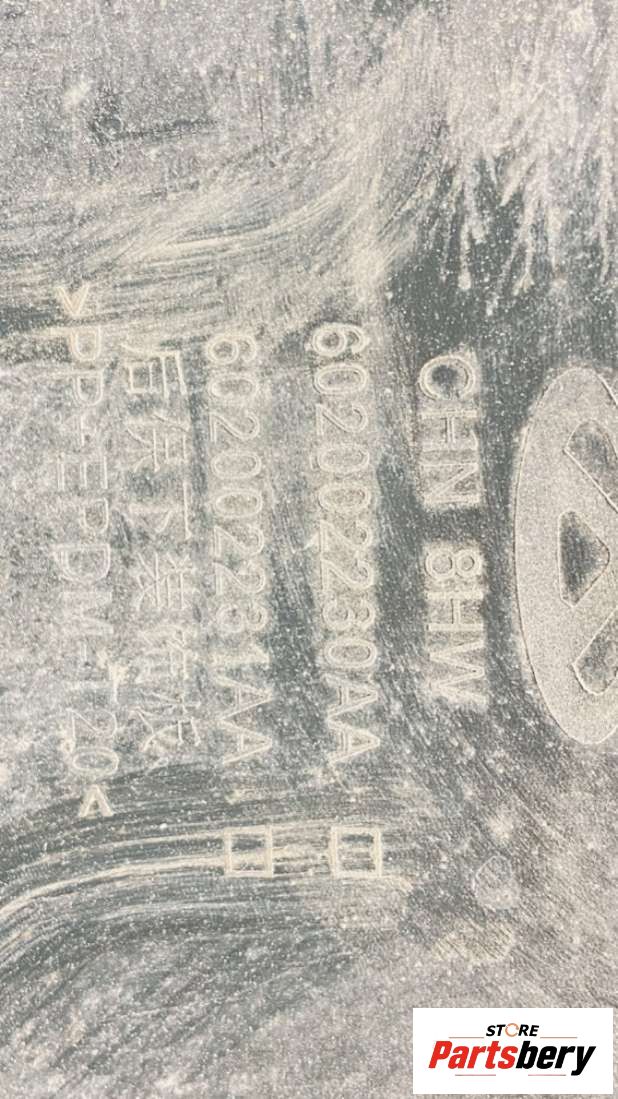 CHN 8HW
602002230AA
602002231AA
后保下装饰板
>PP+EPDM-T20<
STORE
Partsbery